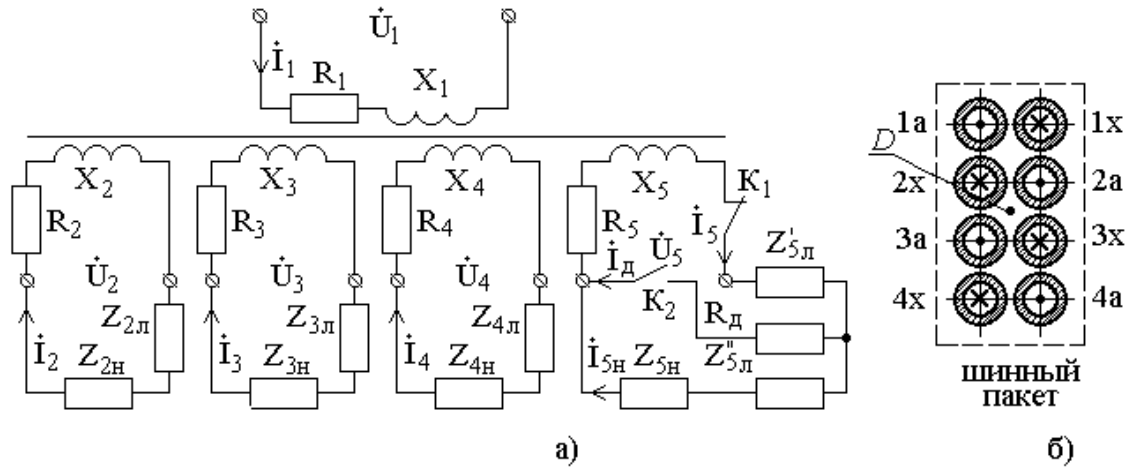 U̇₁
İ₁
R₁
X₁
X₂
X₃
X₄
X₅
K₁
R₂
R₃
R₄
R₅
İ₅
Z'₅л
U̇₂
U̇₃
U̇₄
İд
U̇₅
K₂
Rд
Z₂л
Z₃л
Z₄л
Z"₅л
İ₂
Z₂н
İ₃
Z₃н
İ₄
Z₄н
İ₅н
Z₅н
а)
D
1а
1х
2х
2а
3а
3х
4х
4а
шинный
пакет
б)